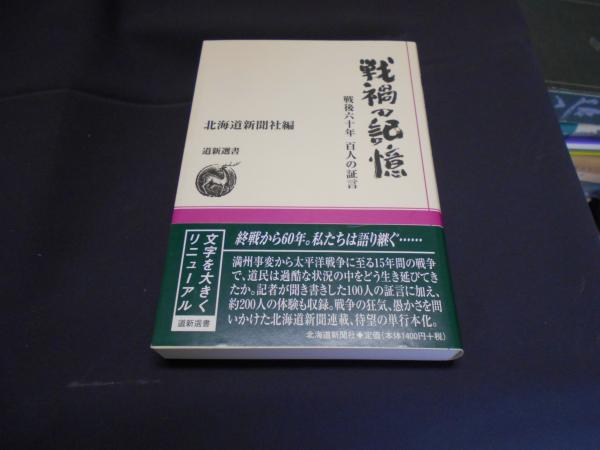 戦禍の記憶
戦後六十年 百人の証言
北海道新聞社編
道新選書
終戦から60年。私たちは語り継ぐ……
満州事変から太平洋戦争に至る15年間の戦争
で、道民は過酷な状況の中をどう生き延びてき
たか。記者が聞き書きした100人の証言に加え、
約200人の体験も収録。戦争の狂気、愚かさを問
いかけた北海道新聞連載、待望の単行本化。
北海道新聞社◆定価(本体1400円+税)
文字を大きく
リニューアル
道新選書